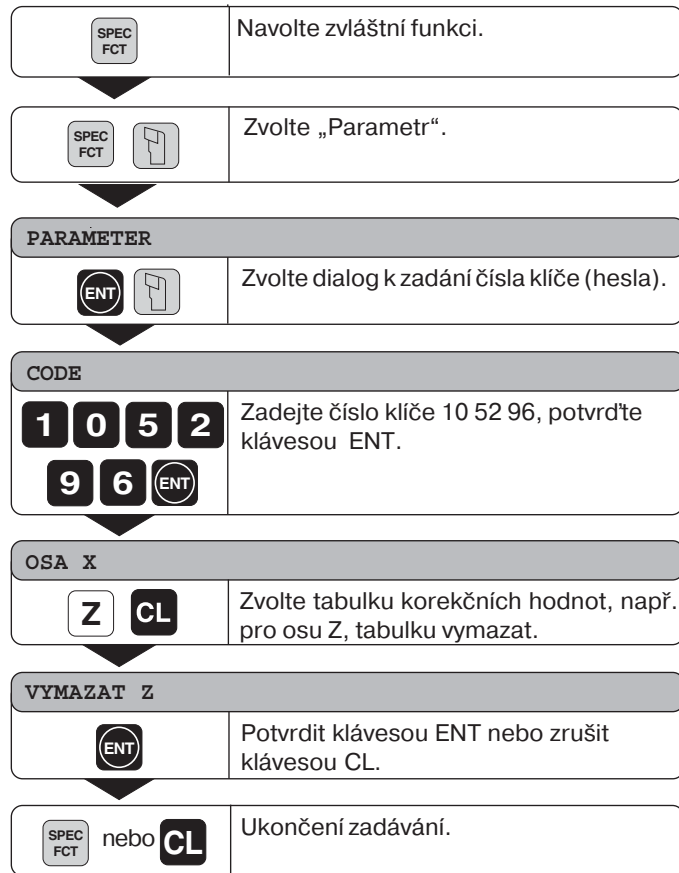 SPEC
FCT
Navolte zvláštní funkci.
SPEC
FCT
Zvolte „Parametr“.
PARAMETER
ENT
Zvolte dialog k zadání čísla klíče (hesla).
CODE
1 0 5 2
9 6 ENT
Zadejte číslo klíče 10 52 96, potvrďte
klávesou ENT.
OSA X
Z CL
Zvolte tabulku korekčních hodnot, např.
pro osu Z, tabulku vymazat.
VYMAZAT Z
ENT
Potvrdit klávesou ENT nebo zrušit
klávesou CL.
SPEC
FCT
nebo CL
Ukončení zadávání.